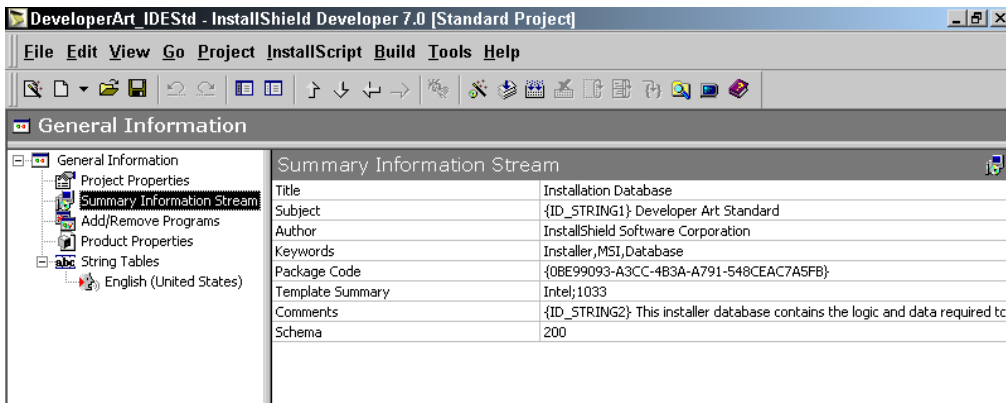 DeveloperArt_IDEStd - InstallShield Developer 7.0 [Standard Project]
File Edit View Go Project InstallScript Build Tools Help
General Information
General Information
Project Properties
Summary Information Stream
Add/Remove Programs
Product Properties
abc String Tables
English (United States)
Summary Information Stream
Title Installation Database
Subject {ID_STRING1} Developer Art Standard
Author InstallShield Software Corporation
Keywords Installer,MSI,Database
Package Code {0BE99093-A3CC-4B3A-A791-548CEAC7A5FB}
Template Summary Intel;1033
Comments {ID_STRING2} This installer database contains the logic and data required to
Schema 200